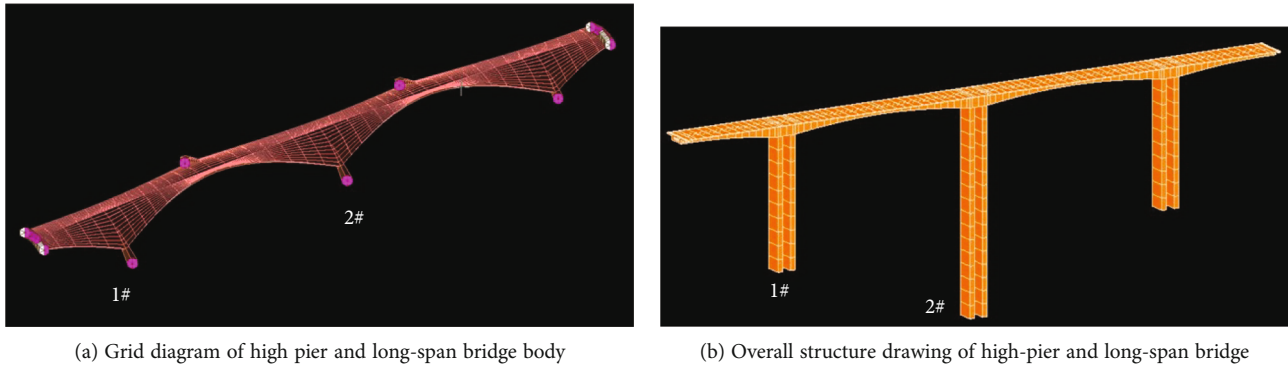 1#
2#
1#
2#
(a) Grid diagram of high pier and long-span bridge body
(b) Overall structure drawing of high-pier and long-span bridge